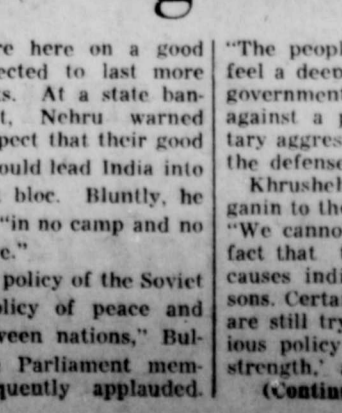 re here on a good
ected to last more
s. At a state ban-
t, Nehru warned
pect that their good
ould lead India into
bloc. Bluntly, he
"in no camp and no
e."
policy of the Soviet
licy of peace and
ween nations," Bul-
Parliament mem-
quently applauded.
"The peopl
feel a deep
government
against a p
tary aggres
the defense
Khrushch
ganin to the
"We canno
fact that t
causes indi
sons. Certa
are still try
ious policy
strength,'
(Continu